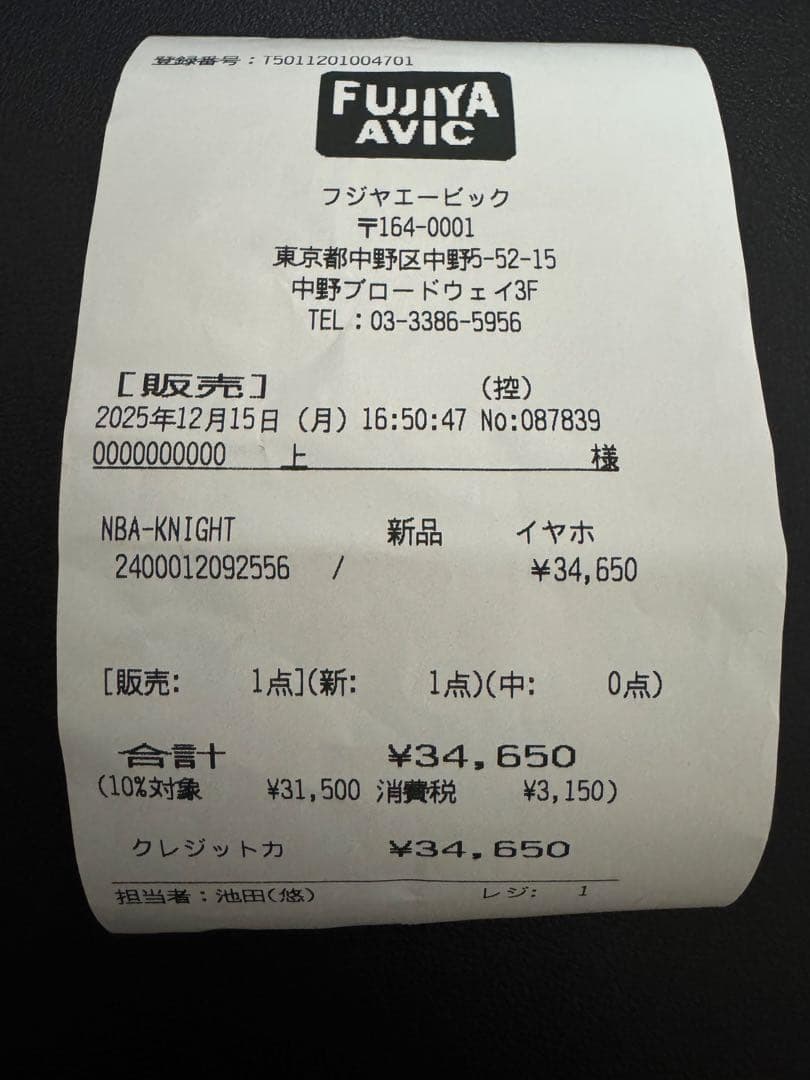 登録番号：T5011201004701
FUJIYA
AVIC
フジヤエービック
〒164-0001
東京都中野区中野5-52-15
中野ブロードウェイ3F
TEL：03-3386-5956
[販売] (控)
2025年12月15日（月）16:50:47 No:087839
0000000000 上 様
NBA-KNIGHT 新品 イヤホ
2400012092556 / ¥34,650
[販売: 1点](新: 1点)(中: 0点)
合計 ¥34,650
(10%対象 ¥31,500 消費税 ¥3,150)
クレジットカ ¥34,650
担当者：池田(悠) レジ: 1